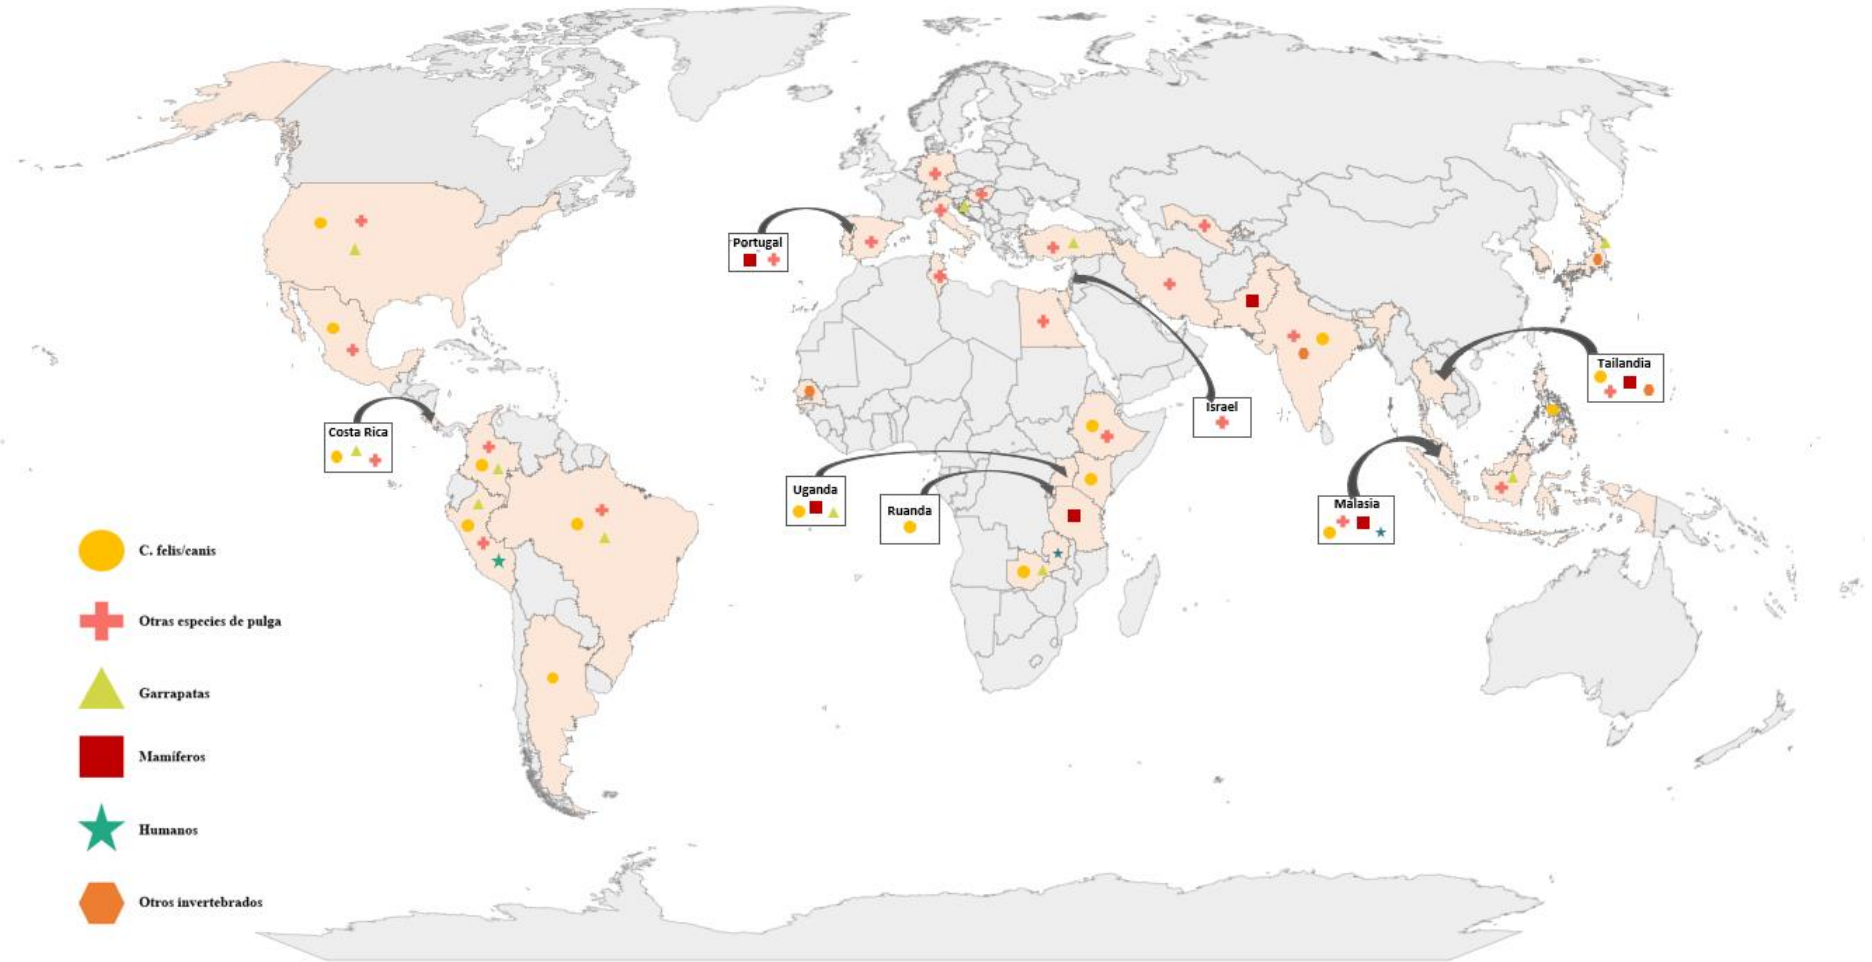 Portugal
Tailandia
Israel
Costa Rica
Uganda
Ruanda
Malasia
C. felis/canis
Otras especies de pulga
Garrapatas
Mamíferos
Humanos
Otros invertebrados